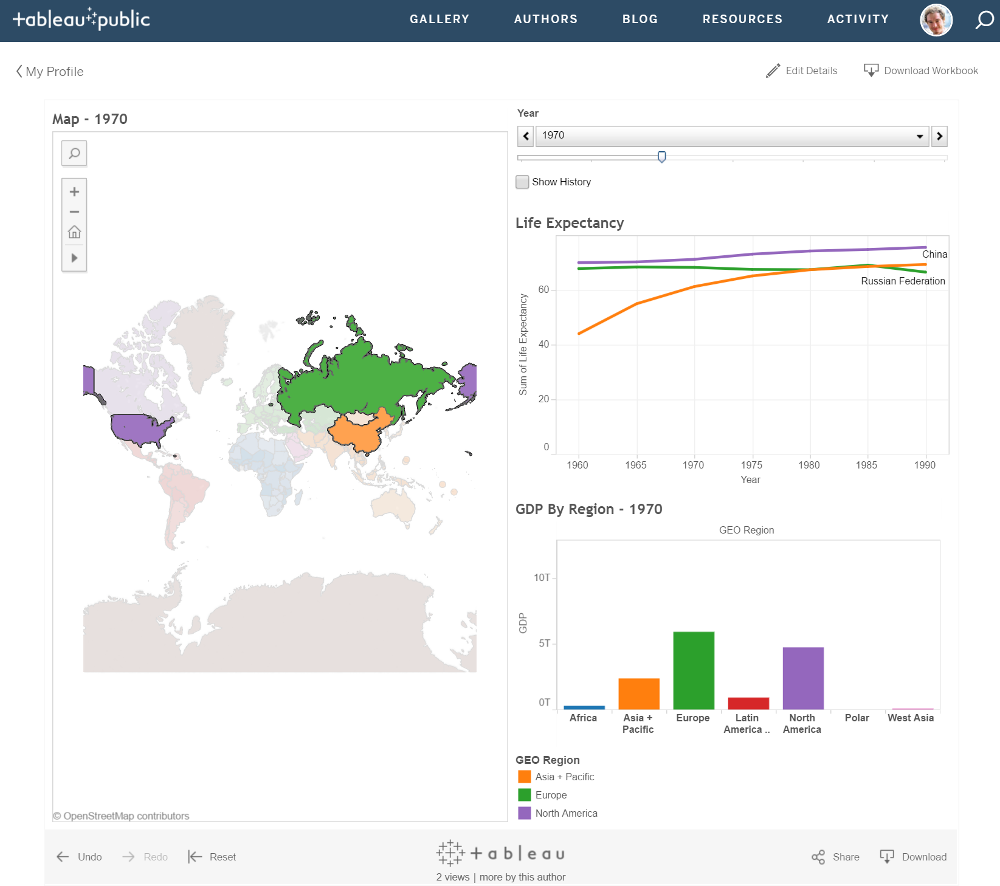 tableau public
GALLERY
AUTHORS
BLOG
RESOURCES
ACTIVITY
My Profile
Edit Details
Download Workbook
Map - 1970
© OpenStreetMap contributors
Year
1970
Show History
Life Expectancy
Sum of Life Expectancy
60
40
20
0
China
Russian Federation
1960
1965
1970
1975
1980
1985
1990
Year
GDP By Region - 1970
GEO Region
GDP
10T
5T
0T
Africa
Asia +
Pacific
Europe
Latin
America ..
North
America
Polar
West Asia
GEO Region
Asia + Pacific
Europe
North America
Undo
Redo
Reset
+ableau
2 views | more by this author
Share
Download